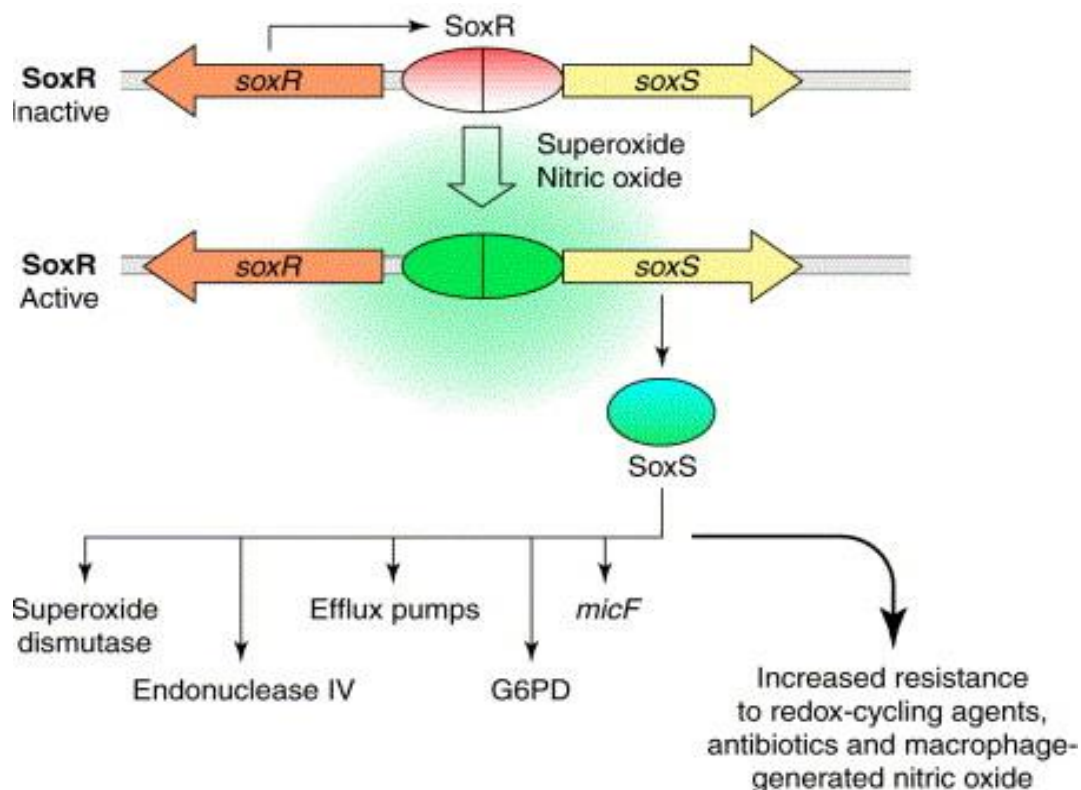 SoxR
SoxR
Inactive
soxR
soxS
Superoxide
Nitric oxide
SoxR
Active
soxR
soxS
SoxS
Superoxide
dismutase
Efflux pumps
micF
Endonuclease IV
G6PD
Increased resistance
to redox-cycling agents,
antibiotics and macrophage-
generated nitric oxide